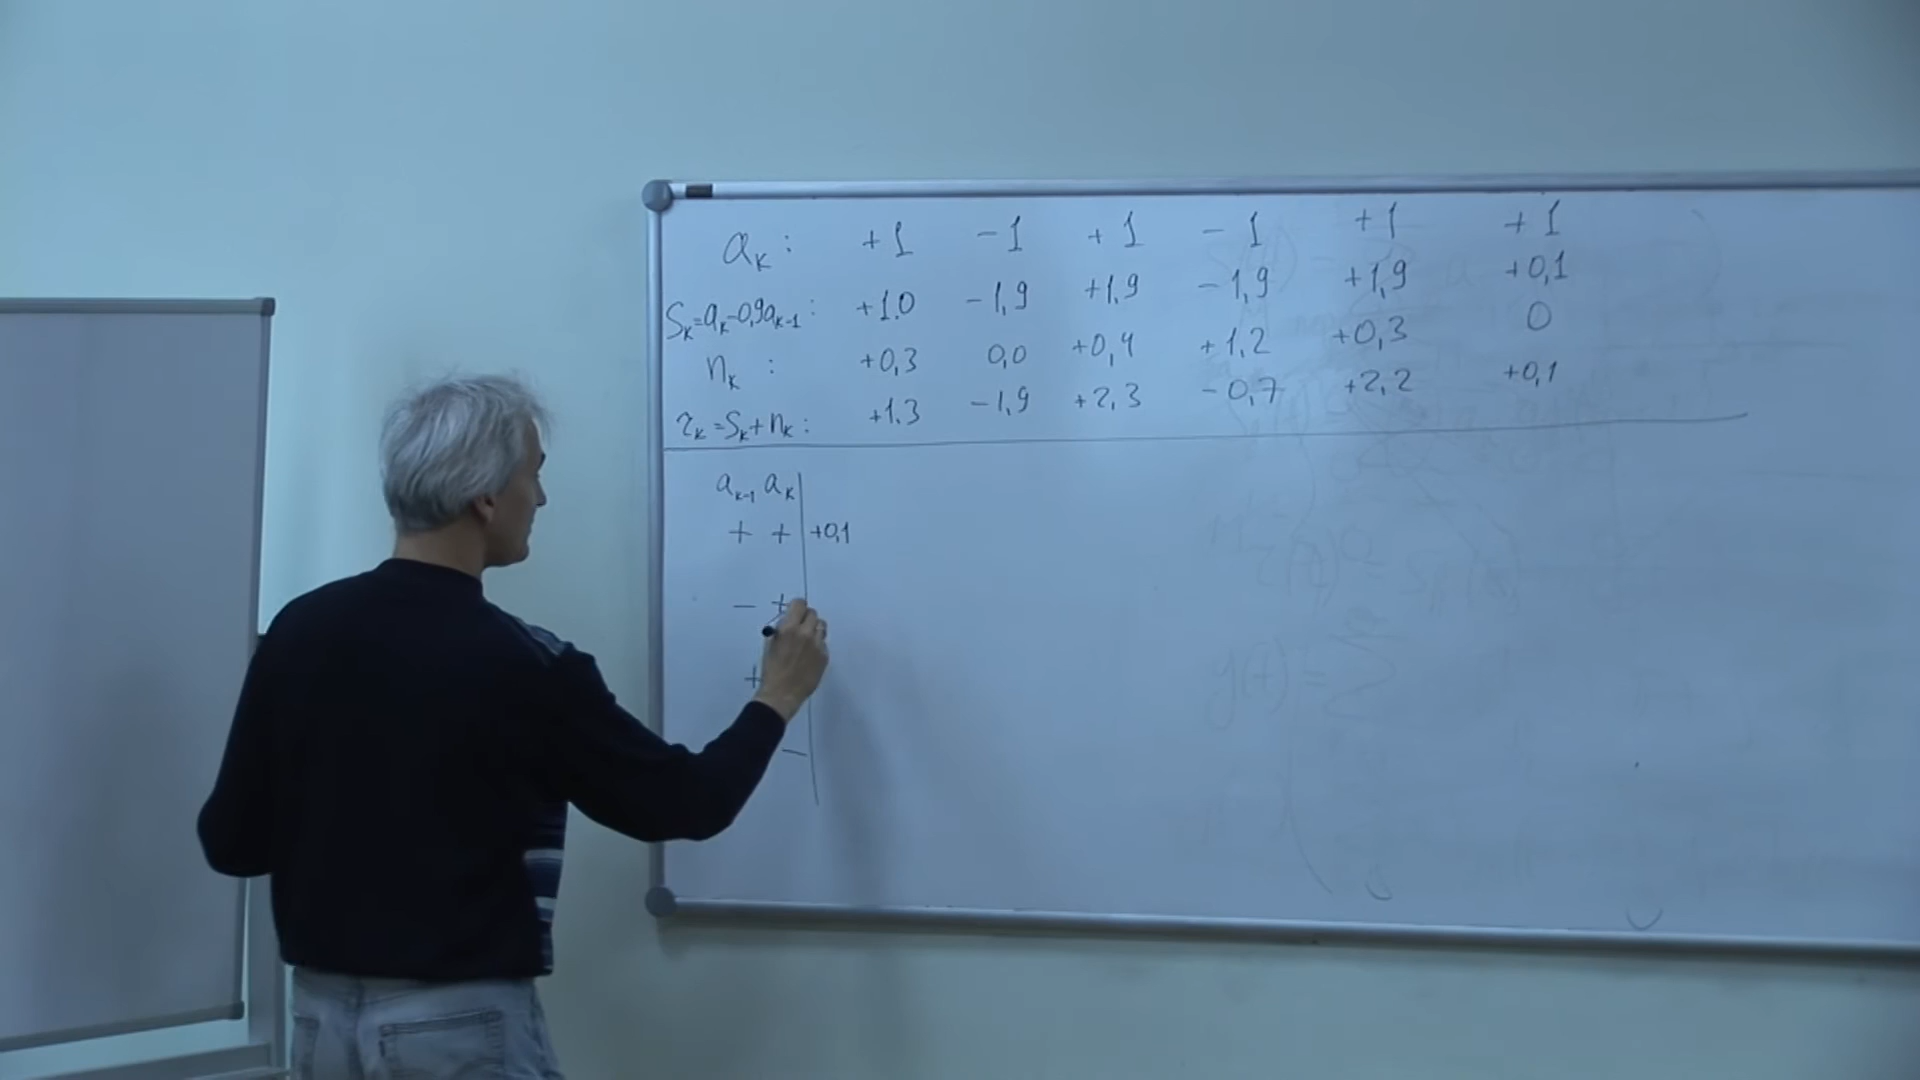 aₖ : +1 −1 +1 −1 +1 +1
Sₖ=aₖ−0,9aₖ₋₁ : +1.0 −1,9 +1,9 −1,9 +1,9 +0,1
nₖ : +0,3 0,0 +0,4 +1,2 +0,3 0
rₖ=Sₖ+nₖ : +1,3 −1,9 +2,3 −0,7 +2,2 +0,1
aₖ₋₁ aₖ
+ + +0,1
− +
+
−